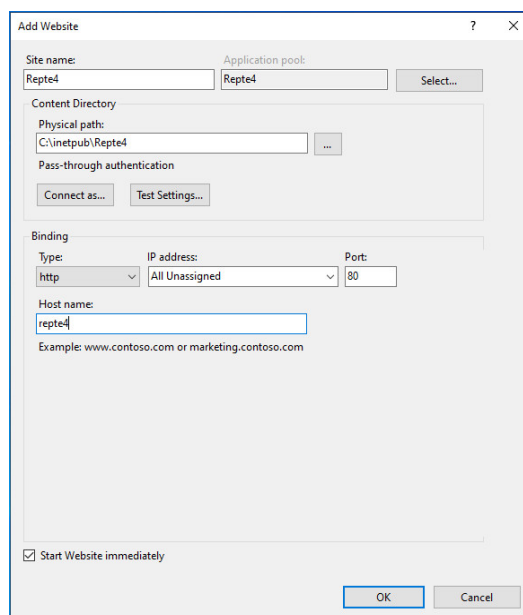 Add Website
?
Site name: Application pool:
Repte4 Repte4 Select...
Content Directory
Physical path:
C:\inetpub\Repte4 ...
Pass-through authentication
Connect as... Test Settings...
Binding
Type: IP address: Port:
http All Unassigned 80
Host name:
repte4
Example: www.contoso.com or marketing.contoso.com
Start Website immediately
OK Cancel